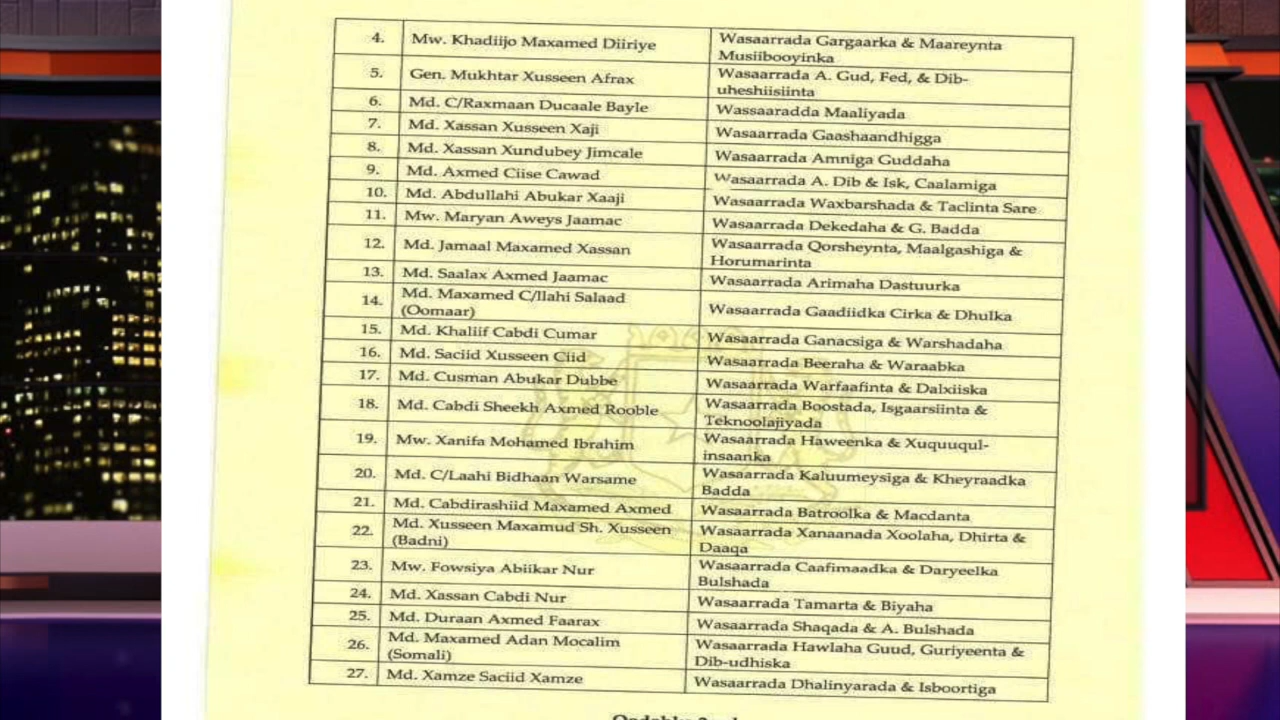 4. Mw. Khadiijo Maxamed Diiriye Wasaarrada Gargaarka & Maareynta
Musiibooyinka
5. Gen. Mukhtar Xusseen Afrax Wasaarrada A. Gud, Fed, & Dib-
uheshiisiinta
6. Md. C/Raxmaan Ducaale Bayle Wassaaradda Maaliyada
7. Md. Xassan Xusseen Xaji Wasaarrada Gaashaandhigga
8. Md. Xassan Xundubey Jimcale Wasaarrada Amniga Guddaha
9. Md. Axmed Ciise Cawad Wasaarrada A. Dib & Isk, Caalamiga
10. Md. Abdullahi Abukar Xaaji Wasaarrada Waxbarshada & Taclinta Sare
11. Mw. Maryan Aweys Jaamac Wasaarrada Dekedaha & G. Badda
12. Md. Jamaal Maxamed Xassan Wasaarrada Qorsheynta, Maalgashiga &
Horumarinta
13. Md. Saalax Axmed Jaamac Wasaarrada Arimaha Dastuurka
14. Md. Maxamed C/llahi Salaad
(Oomaar) Wasaarrada Gaadiidka Cirka & Dhulka
15. Md. Khaliif Cabdi Cumar Wasaarrada Ganacsiga & Warshadaha
16. Md. Saciid Xusseen Ciid Wasaarrada Beeraha & Waraabka
17. Md. Cusman Abukar Dubbe Wasaarrada Warfaafinta & Dalxiiska
18. Md. Cabdi Sheekh Axmed Rooble Wasaarrada Boostada, Isgaarsiinta &
Teknoolajiyada
19. Mw. Xanifa Mohamed Ibrahim Wasaarrada Haweenka & Xuquuqul-
insaanka
20. Md. C/Laahi Bidhaan Warsame Wasaarrada Kaluumeysiga & Kheyraadka
Badda
21. Md. Cabdirashiid Maxamed Axmed Wasaarrada Batroolka & Macdanta
22. Md. Xusseen Maxamud Sh. Xusseen
(Badni) Wasaarrada Xanaanada Xoolaha, Dhirta &
Daaqa
23. Mw. Fowsiya Abiikar Nur Wasaarrada Caafimaadka & Daryeelka
Bulshada
24. Md. Xassan Cabdi Nur Wasaarrada Tamarta & Biyaha
25. Md. Duraan Axmed Faarax Wasaarrada Shaqada & A. Bulshada
26. Md. Maxamed Adan Mocalim
(Somali) Wasaarrada Hawlaha Guud, Guriyeenta &
Dib-udhiska
27. Md. Xamze Saciid Xamze Wasaarrada Dhalinyarada & Isboortiga